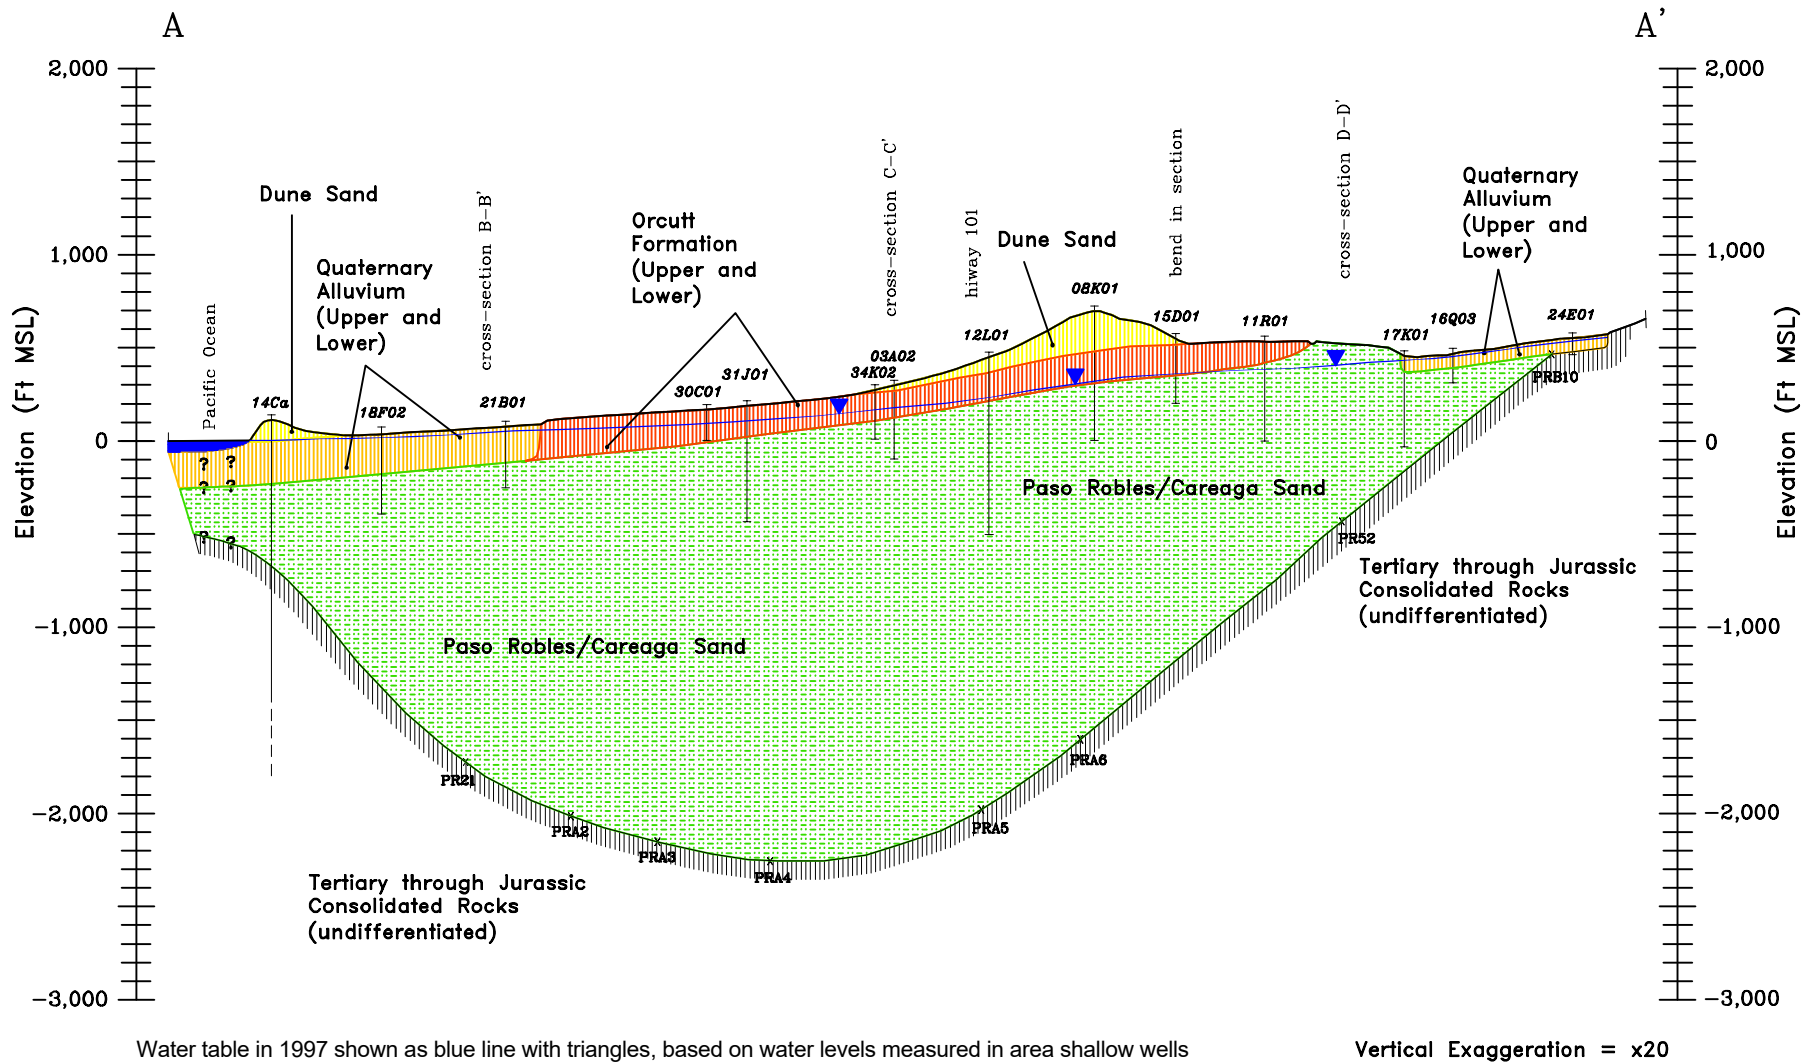 A
A'
2,000
2,000
1,000
1,000
0
0
−1,000
−1,000
−2,000
−2,000
−3,000
−3,000
Elevation (Ft MSL)
Elevation (Ft MSL)
Pacific Ocean
Dune Sand
Quaternary
Alluvium
(Upper and
Lower)
cross−section B−B'
Orcutt
Formation
(Upper and
Lower)
cross−section C−C'
hiway 101
Dune Sand
bend in section
cross−section D−D'
Quaternary
Alluvium
(Upper and
Lower)
14Ca
18F02
21B01
30C01
31J01
34K02
03A02
12L01
08K01
15D01
11R01
17K01
16Q03
24E01
PRB10
? ?
? ?
? ?
Paso Robles/Careaga Sand
PR52
Tertiary through Jurassic
Consolidated Rocks
(undifferentiated)
Paso Robles/Careaga Sand
PR21
PRA2
PRA3
PRA4
PRA5
PRA6
Tertiary through Jurassic
Consolidated Rocks
(undifferentiated)
Water table in 1997 shown as blue line with triangles, based on water levels measured in area shallow wells
Vertical Exaggeration = x20